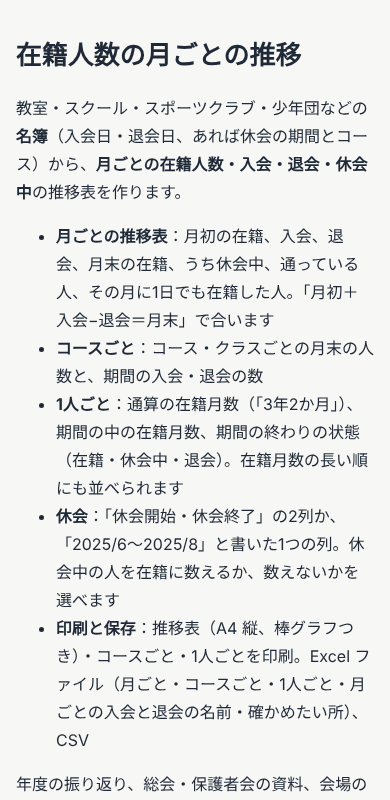 在籍人数の月ごとの推移
教室・スクール・スポーツクラブ・少年団などの
名簿（入会日・退会日、あれば休会の期間とコー
ス）から、月ごとの在籍人数・入会・退会・休会
中の推移表を作ります。
• 月ごとの推移表：月初の在籍、入会、退
会、月末の在籍、うち休会中、通っている
人、その月に1日でも在籍した人。「月初＋
入会−退会＝月末」で合います
• コースごと：コース・クラスごとの月末の人
数と、期間の入会・退会の数
• 1人ごと：通算の在籍月数（「3年2か月」）、
期間の中の在籍月数、期間の終わりの状態
（在籍・休会中・退会）。在籍月数の長い順
にも並べられます
• 休会：「休会開始・休会終了」の2列か、
「2025/6〜2025/8」と書いた1つの列。休
会中の人を在籍に数えるか、数えないかを
選べます
• 印刷と保存：推移表（A4 縦、棒グラフつ
き）・コースごと・1人ごとを印刷。Excel フ
ァイル（月ごと・コースごと・1人ごと・月
ごとの入会と退会の名前・確かめたい所）、
CSV
年度の振り返り、総会・保護者会の資料、会場の